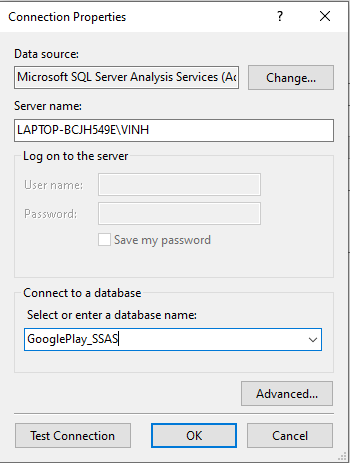 Connection Properties
?
Data source:
Microsoft SQL Server Analysis Services (Ac
Change...
Server name:
LAPTOP-BCJH549E\VINH
Log on to the server
User name:
Password:
Save my password
Connect to a database
Select or enter a database name:
GooglePlay_SSAS
Advanced...
Test Connection
OK
Cancel